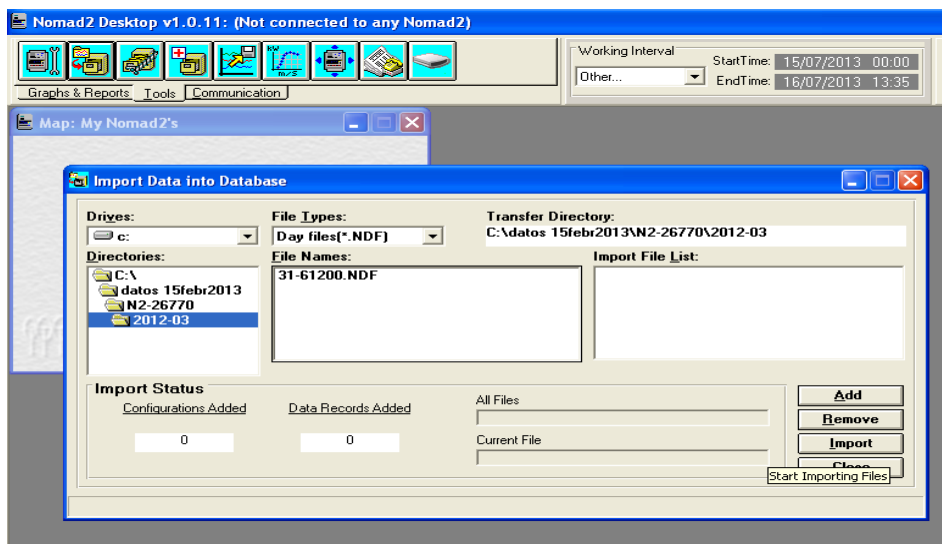 Nomad2 Desktop v1.0.11: (Not connected to any Nomad2)
KW
m/s
Graphs & Reports Tools Communication
Working Interval
Other...
StartTime: 15/07/2013 00:00
EndTime: 16/07/2013 13:35
Map: My Nomad2's
Import Data into Database
Drives:
c:
File Types:
Day files(*.NDF)
Transfer Directory:
C:\datos 15febr2013\N2-26770\2012-03
Directories:
C:\
datos 15febr2013
N2-26770
2012-03
File Names:
31-61200.NDF
Import File List:
Import Status
Configurations Added
0
Data Records Added
0
All Files
Current File
Add
Remove
Import
Close
Start Importing Files